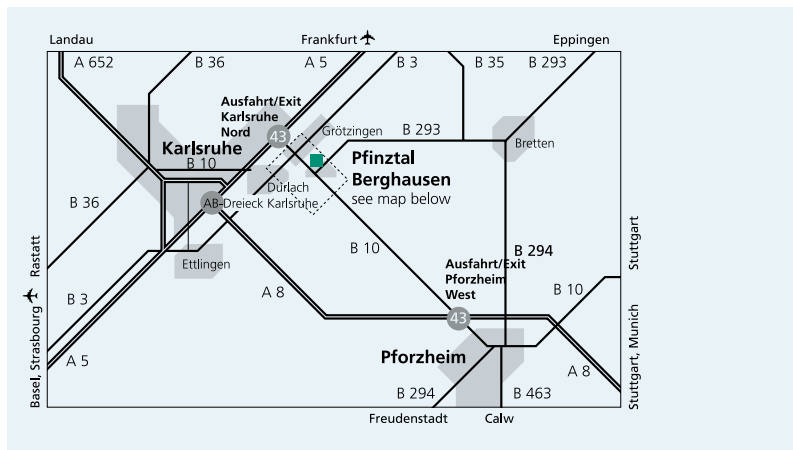 Landau
Frankfurt
Eppingen
A 652
B 36
A 5
B 3
B 35
B 293
Ausfahrt/Exit
Karlsruhe
Nord
43
Grötzingen
B 293
Bretten
Karlsruhe
B 10
Pfinztal
Berghausen
see map below
Durlach
AB-Dreieck Karlsruhe
B 36
B 10
B 294
Ettlingen
Ausfahrt/Exit
Pforzheim
West
43
A 8
B 10
B 3
A 5
Pforzheim
A 8
B 294
B 463
Freudenstadt
Calw
Rastatt
Basel, Strasbourg
Stuttgart
Stuttgart, Munich